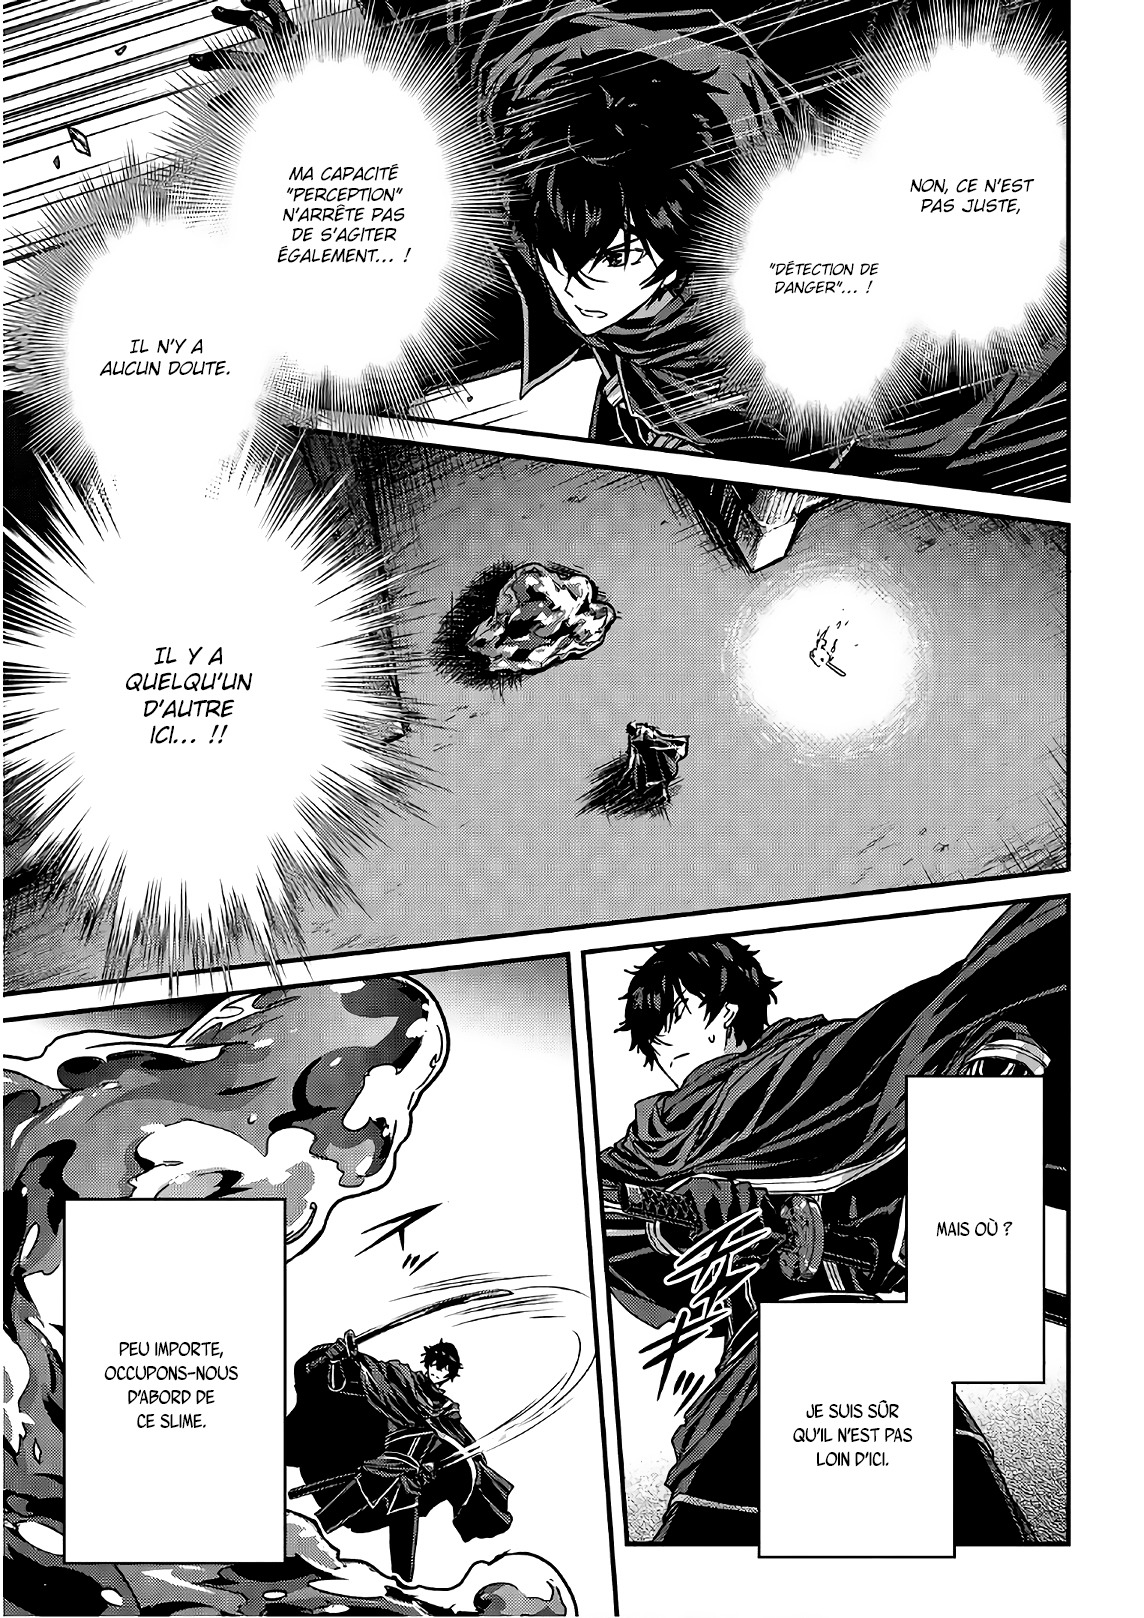 NON, CE N'EST
PAS JUSTE,
"DÉTECTION DE
DANGER"... !
MA CAPACITÉ
"PERCEPTION"
N'ARRÊTE PAS
DE S'AGITER
ÉGALEMENT... !
IL N'Y A
AUCUN DOUTE.
IL Y A
QUELQU'UN
D'AUTRE
ICI... !!
MAIS OÙ ?
JE SUIS SÛR
QU'IL N'EST PAS
LOIN D'ICI.
PEU IMPORTE,
OCCUPONS-NOUS
D'ABORD DE
CE SLIME.